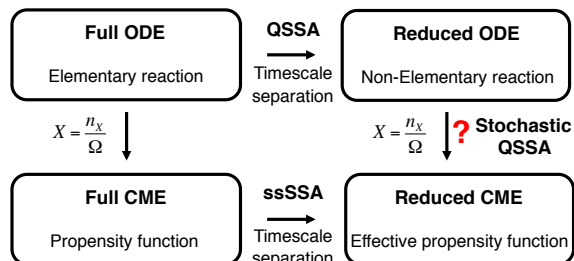 Full ODE
Elementary reaction
QSSA
Timescale
separation
Reduced ODE
Non-Elementary reaction
X = n_X / Ω
X = n_X / Ω
? Stochastic
QSSA
Full CME
Propensity function
ssSSA
Timescale
separation
Reduced CME
Effective propensity function